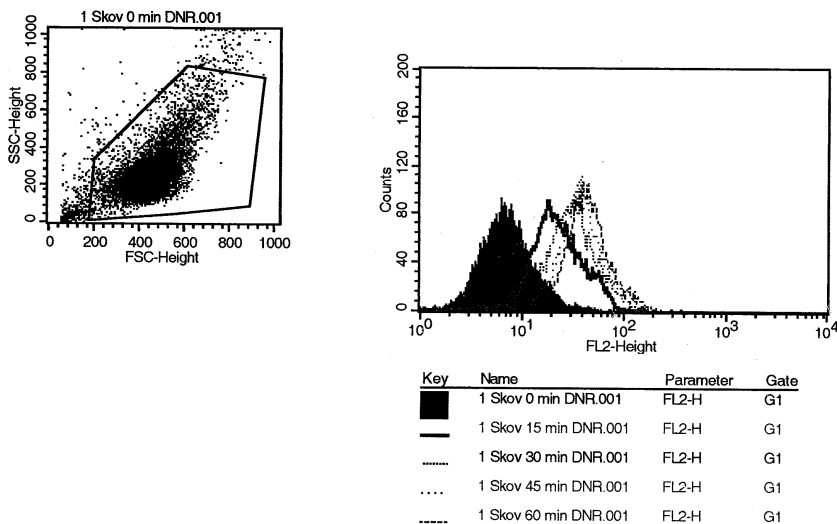 1 Skov 0 min DNR.001
1000
800
600
400
200
0
SSC-Height
0 200 400 600 800 1000
FSC-Height
200
160
120
80
40
0
Counts
10⁰ 10¹ 10² 10³ 10⁴
FL2-Height
Key Name Parameter Gate
1 Skov 0 min DNR.001 FL2-H G1
1 Skov 15 min DNR.001 FL2-H G1
1 Skov 30 min DNR.001 FL2-H G1
1 Skov 45 min DNR.001 FL2-H G1
1 Skov 60 min DNR.001 FL2-H G1